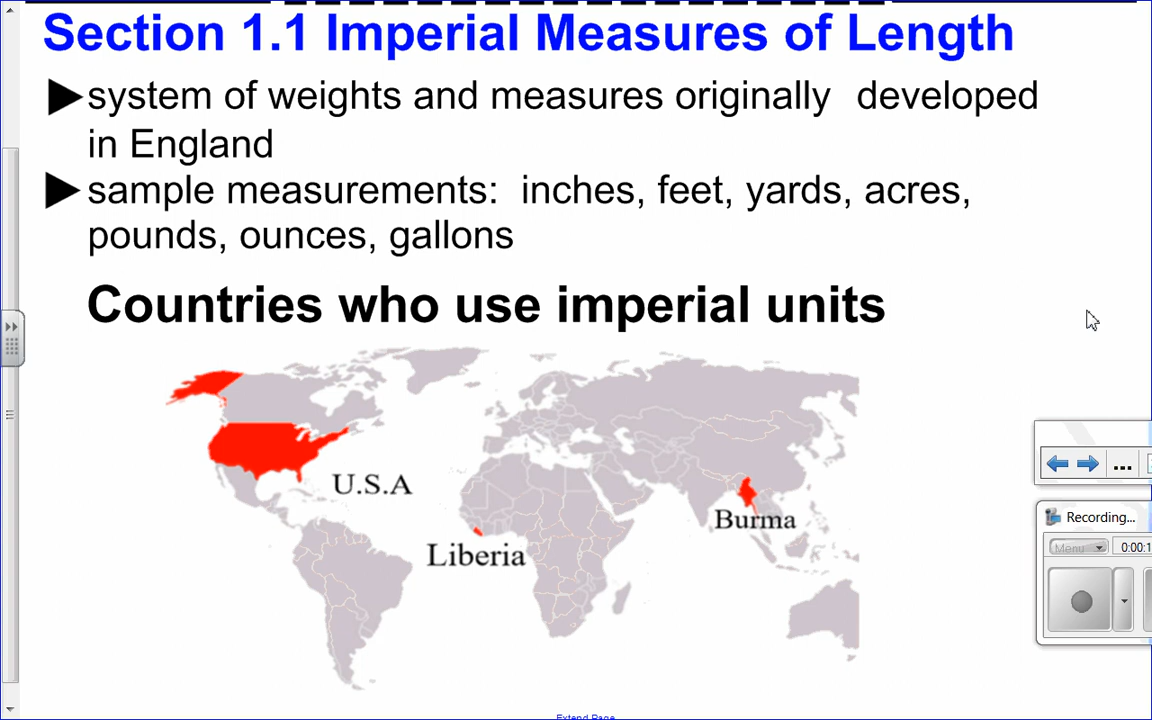 Section 1.1 Imperial Measures of Length
system of weights and measures originally developed
in England
sample measurements: inches, feet, yards, acres,
pounds, ounces, gallons
Countries who use imperial units
U.S.A
Burma
Liberia
...
Recording...
Menu
0:00:1
Extend Page